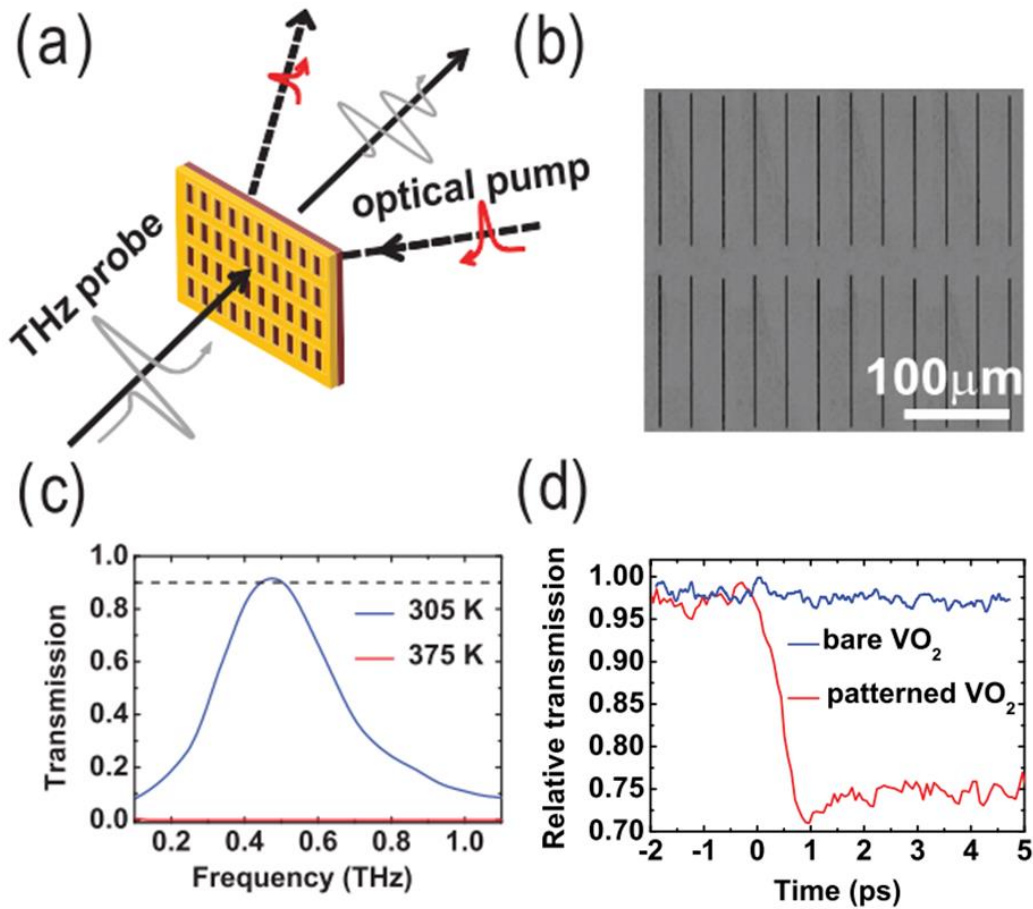 (a)
THz probe
optical pump
(b)
100μm
(c)
Transmission
1.0
0.8
0.6
0.4
0.2
0.0
305 K
375 K
0.2 0.4 0.6 0.8 1.0
Frequency (THz)
(d)
Relative transmission
1.00
0.95
0.90
0.85
0.80
0.75
0.70
bare VO₂
patterned VO₂
-2 -1 0 1 2 3 4 5
Time (ps)